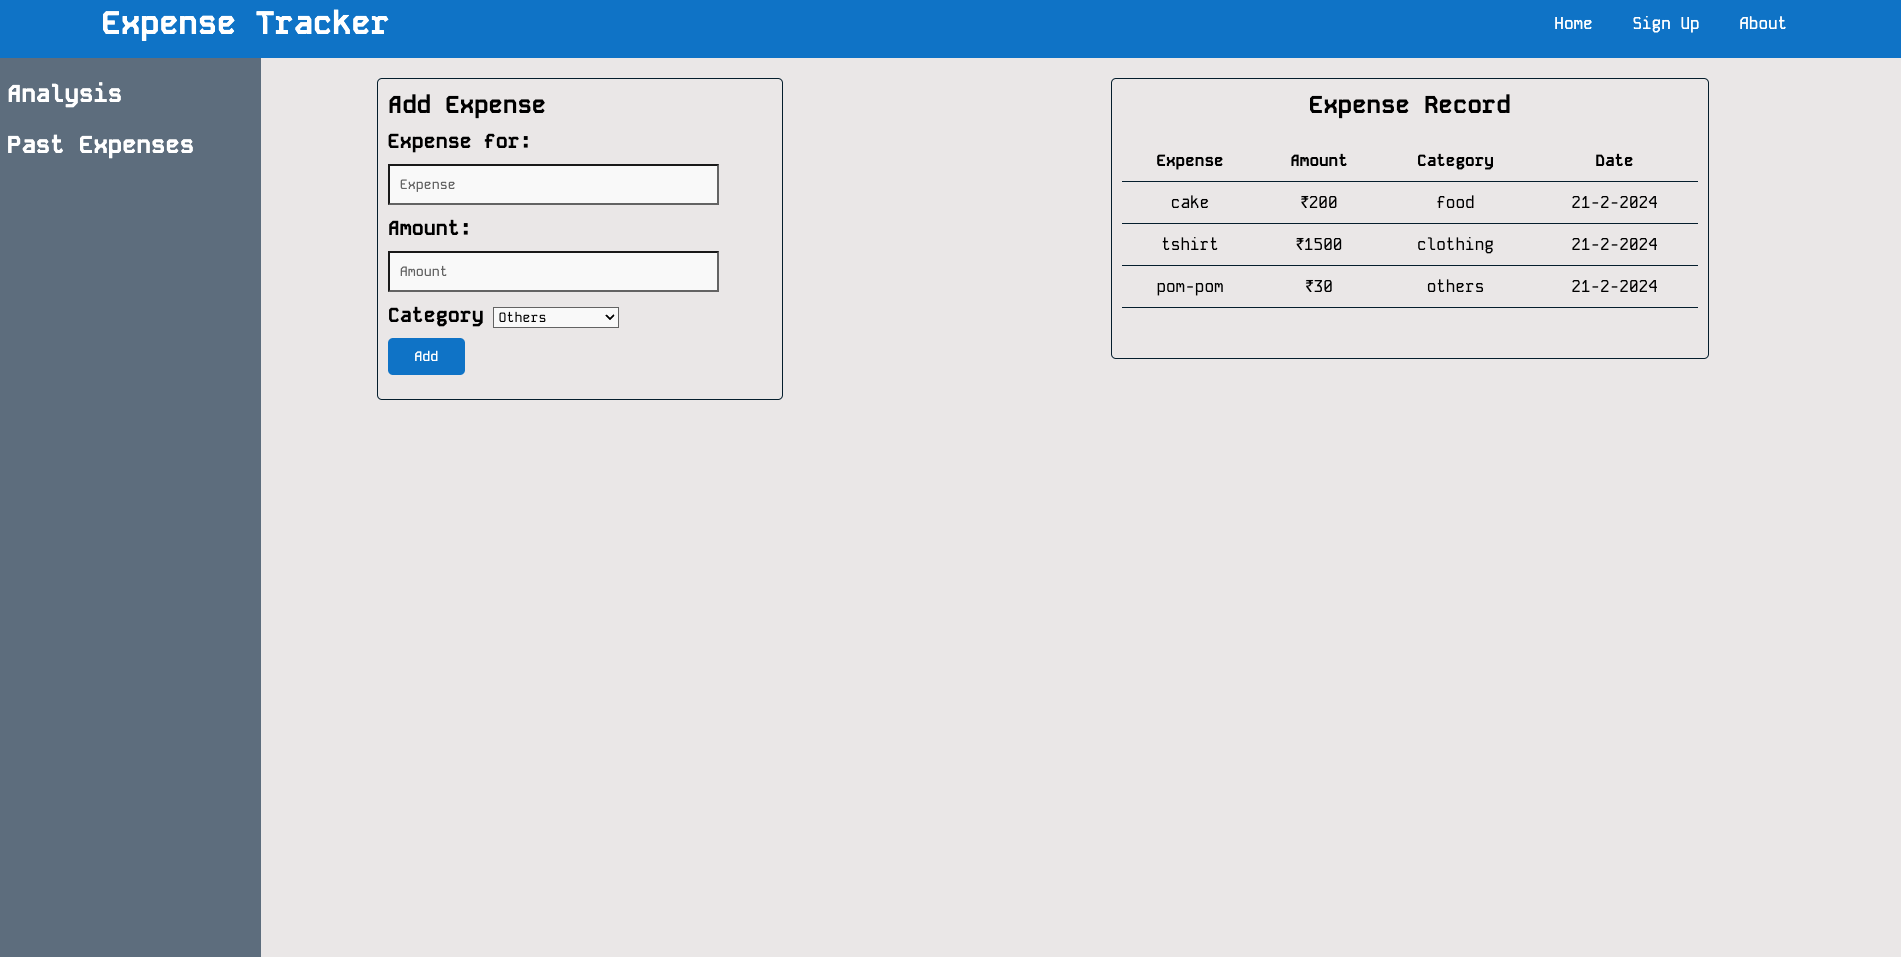 Expense Tracker
Home Sign Up About
Analysis
Past Expenses
Add Expense
Expense for:
Expense
Amount:
Amount
Category Others
Add
Expense Record
Expense Amount Category Date
cake ₹200 food 21-2-2024
tshirt ₹1500 clothing 21-2-2024
pom-pom ₹30 others 21-2-2024